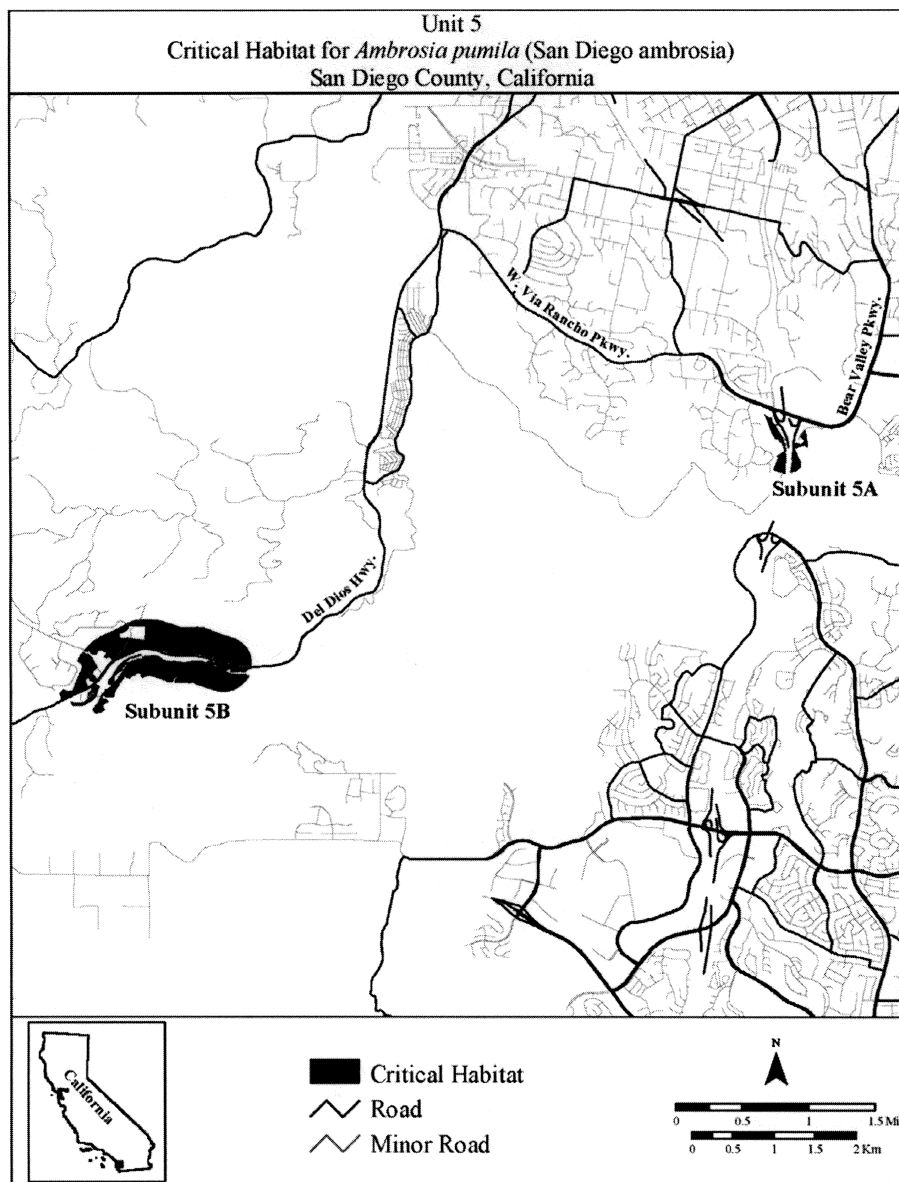 Unit 5
Critical Habitat for Ambrosia pumila (San Diego ambrosia)
San Diego County, California
W. Via Rancho Pkwy.
Bear Valley Pkwy.
Subunit 5A
Del Dios Hwy.
Subunit 5B
California
Critical Habitat
Road
Minor Road
N
0 0.5 1 1.5 Mi
0 0.5 1 1.5 2 Km